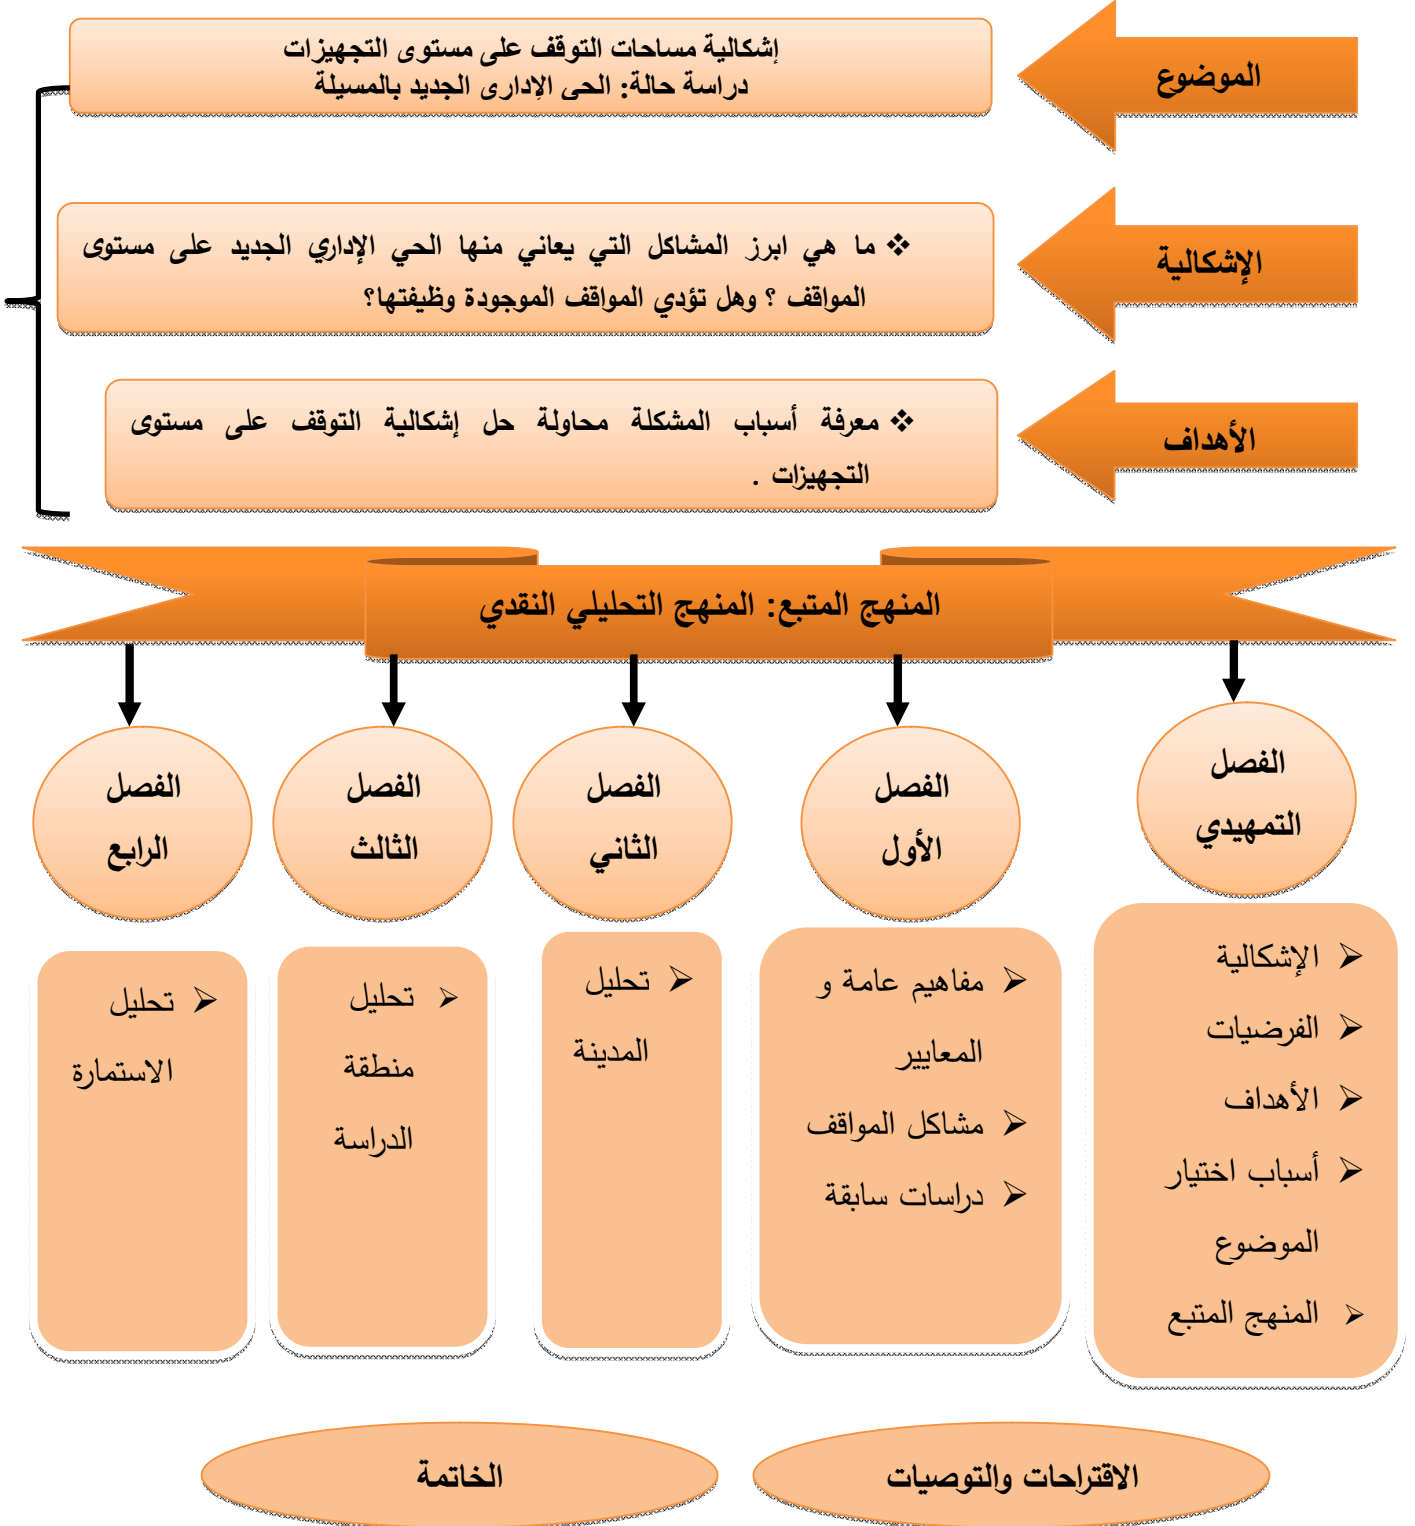 الموضوع
إشكالية مساحات التوقف على مستوى التجهيزات
دراسة حالة: الحي الإداري الجديد بالمسيلة
الإشكالية
❖ ما هي ابرز المشاكل التي يعاني منها الحي الإداري الجديد على مستوى
المواقف ؟ وهل تؤدي المواقف الموجودة وظيفتها؟
الأهداف
❖ معرفة أسباب المشكلة محاولة حل إشكالية التوقف على مستوى
التجهيزات .
المنهج المتبع: المنهج التحليلي النقدي
الفصل
التمهيدي
الفصل
الأول
الفصل
الثاني
الفصل
الثالث
الفصل
الرابع
➢ الإشكالية
➢ الفرضيات
➢ الأهداف
➢ أسباب اختيار
الموضوع
➢ المنهج المتبع
➢ مفاهيم عامة و
المعايير
➢ مشاكل المواقف
➢ دراسات سابقة
➢ تحليل
المدينة
➢ تحليل
منطقة
الدراسة
➢ تحليل
الاستمارة
الاقتراحات والتوصيات
الخاتمة